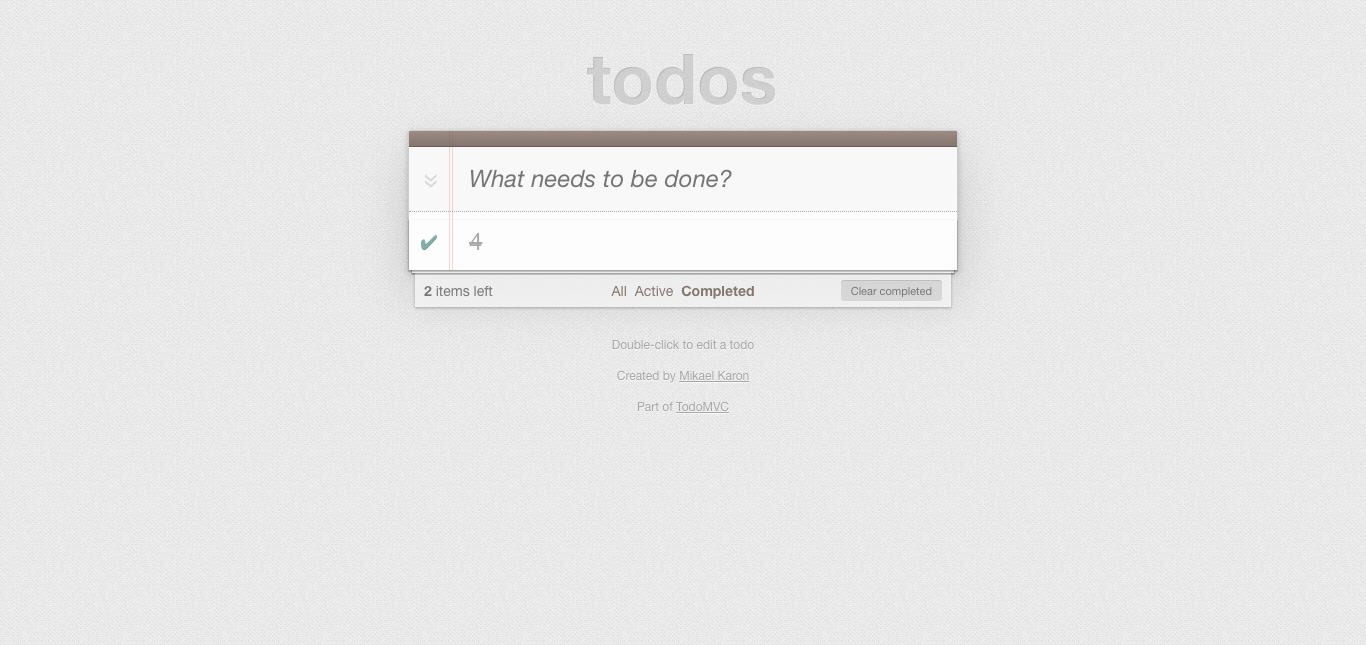 todos
What needs to be done?
4
2 items left All Active Completed Clear completed
Double-click to edit a todo
Created by Mikael Karon
Part of TodoMVC